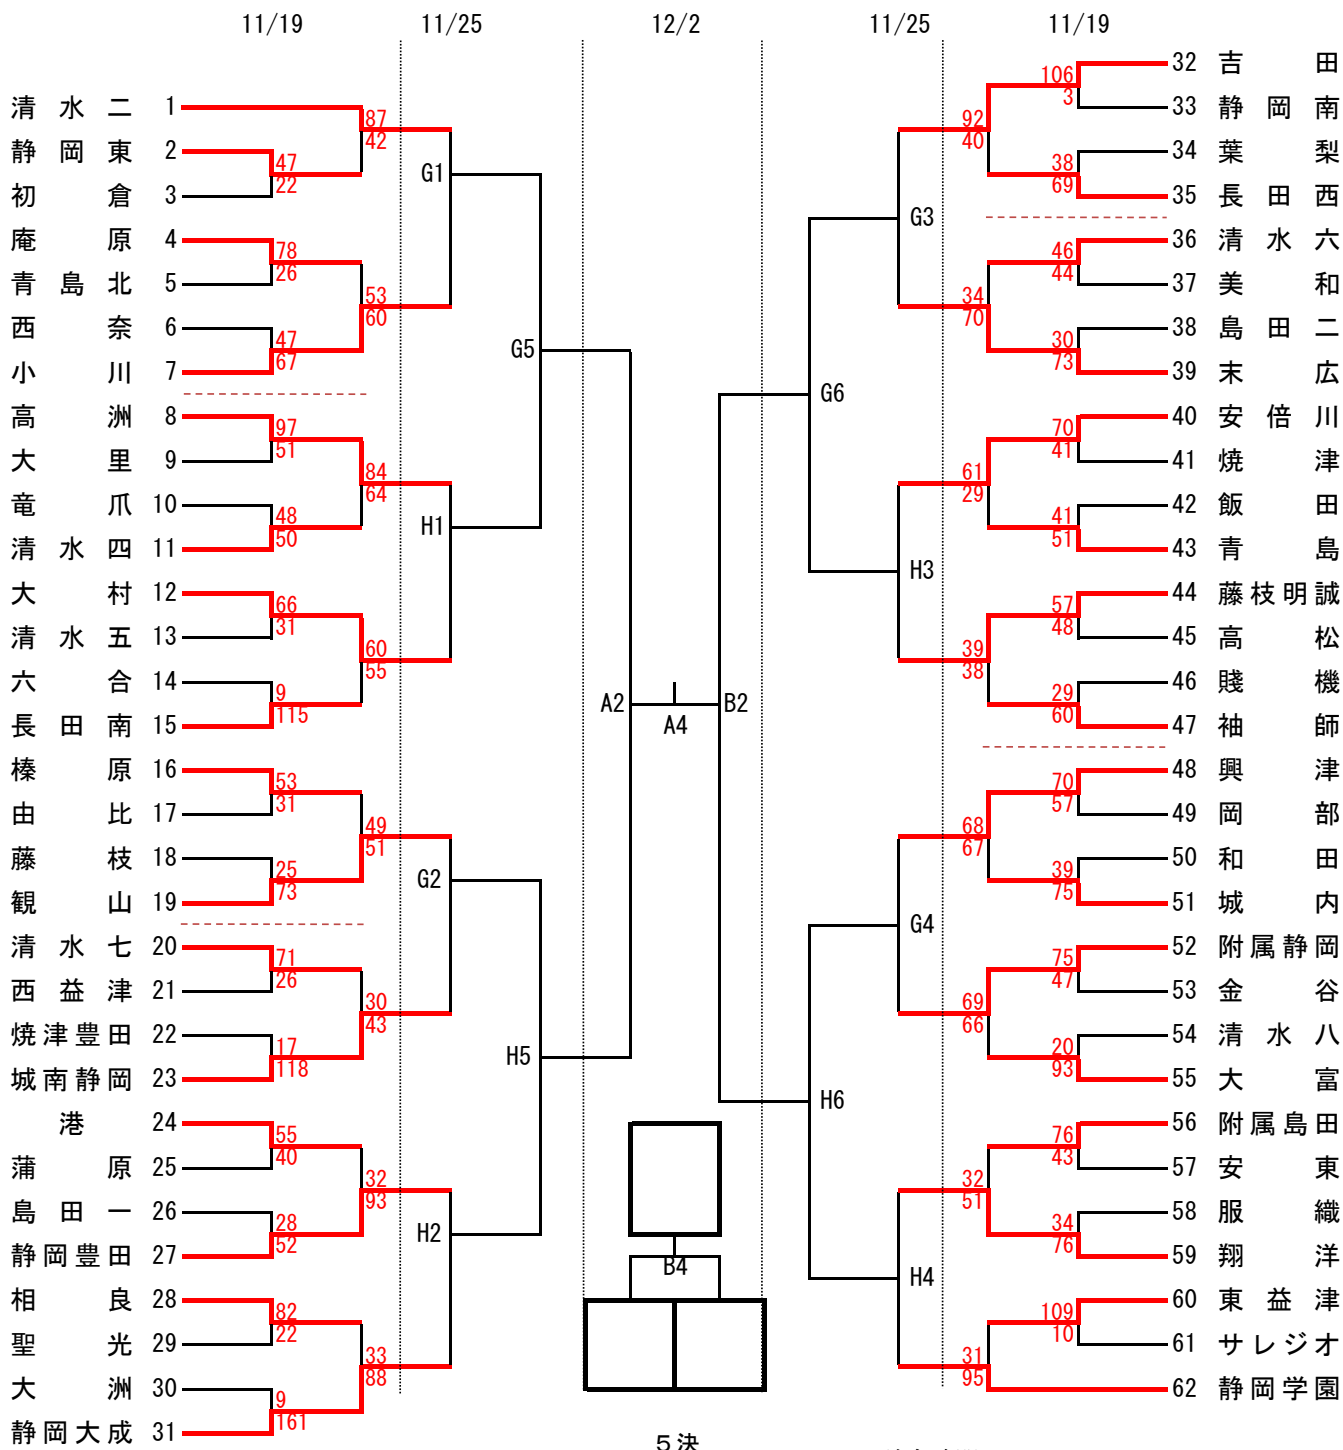 11/19 11/25 12/2 11/25 11/19
清水二 1
静岡東 2
初倉 3
庵原 4
青島北 5
西奈 6
小川 7
高洲 8
大里 9
竜爪 10
清水四 11
大村 12
清水五 13
六合 14
長田南 15
榛原 16
由比 17
藤枝 18
観山 19
清水七 20
西益津 21
焼津豊田 22
城南静岡 23
港 24
蒲原 25
島田一 26
静岡豊田 27
相良 28
聖光 29
大洲 30
静岡大成 31
47
22
78
26
47
67
97
51
48
50
66
31
9
115
53
31
25
73
71
26
17
118
55
40
28
52
82
22
9
161
87
42
53
60
84
64
60
55
49
51
30
43
32
93
33
88
G1
H1
G2
H2
G5
H5
A2
A4
B2
B4
5決
G6
H6
G3
H3
G4
H4
92
40
34
70
61
29
39
38
68
67
69
66
32
51
31
95
106
3
38
69
46
44
30
73
70
41
41
51
57
48
29
60
70
57
39
75
75
47
20
93
76
43
34
76
109
10
32 吉田
33 静岡南
34 葉梨
35 長田西
36 清水六
37 美和
38 島田二
39 末広
40 安倍川
41 焼津
42 飯田
43 青島
44 藤枝明誠
45 高松
46 賤機
47 袖師
48 興津
49 岡部
50 和田
51 城内
52 附属静岡
53 金谷
54 清水八
55 大富
56 附属島田
57 安東
58 服織
59 翔洋
60 東益津
61 サレジオ
62 静岡学園